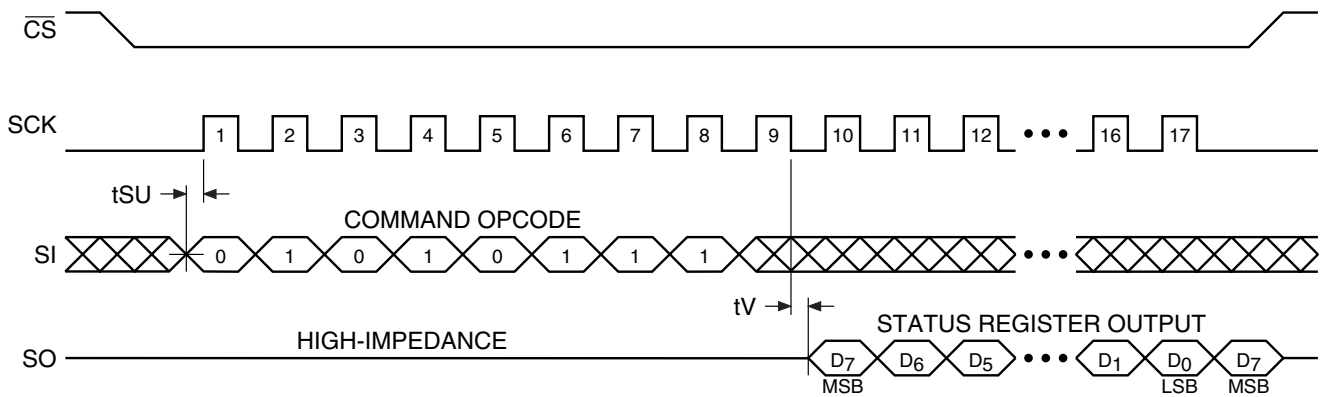 CS
SCK
1 2 3 4 5 6 7 8 9 10 11 12 ••• 16 17
tSU
COMMAND OPCODE
SI
0 1 0 1 0 1 1 1 •••
tV
HIGH-IMPEDANCE
STATUS REGISTER OUTPUT
SO
D7 D6 D5 ••• D1 D0 D7
MSB LSB MSB